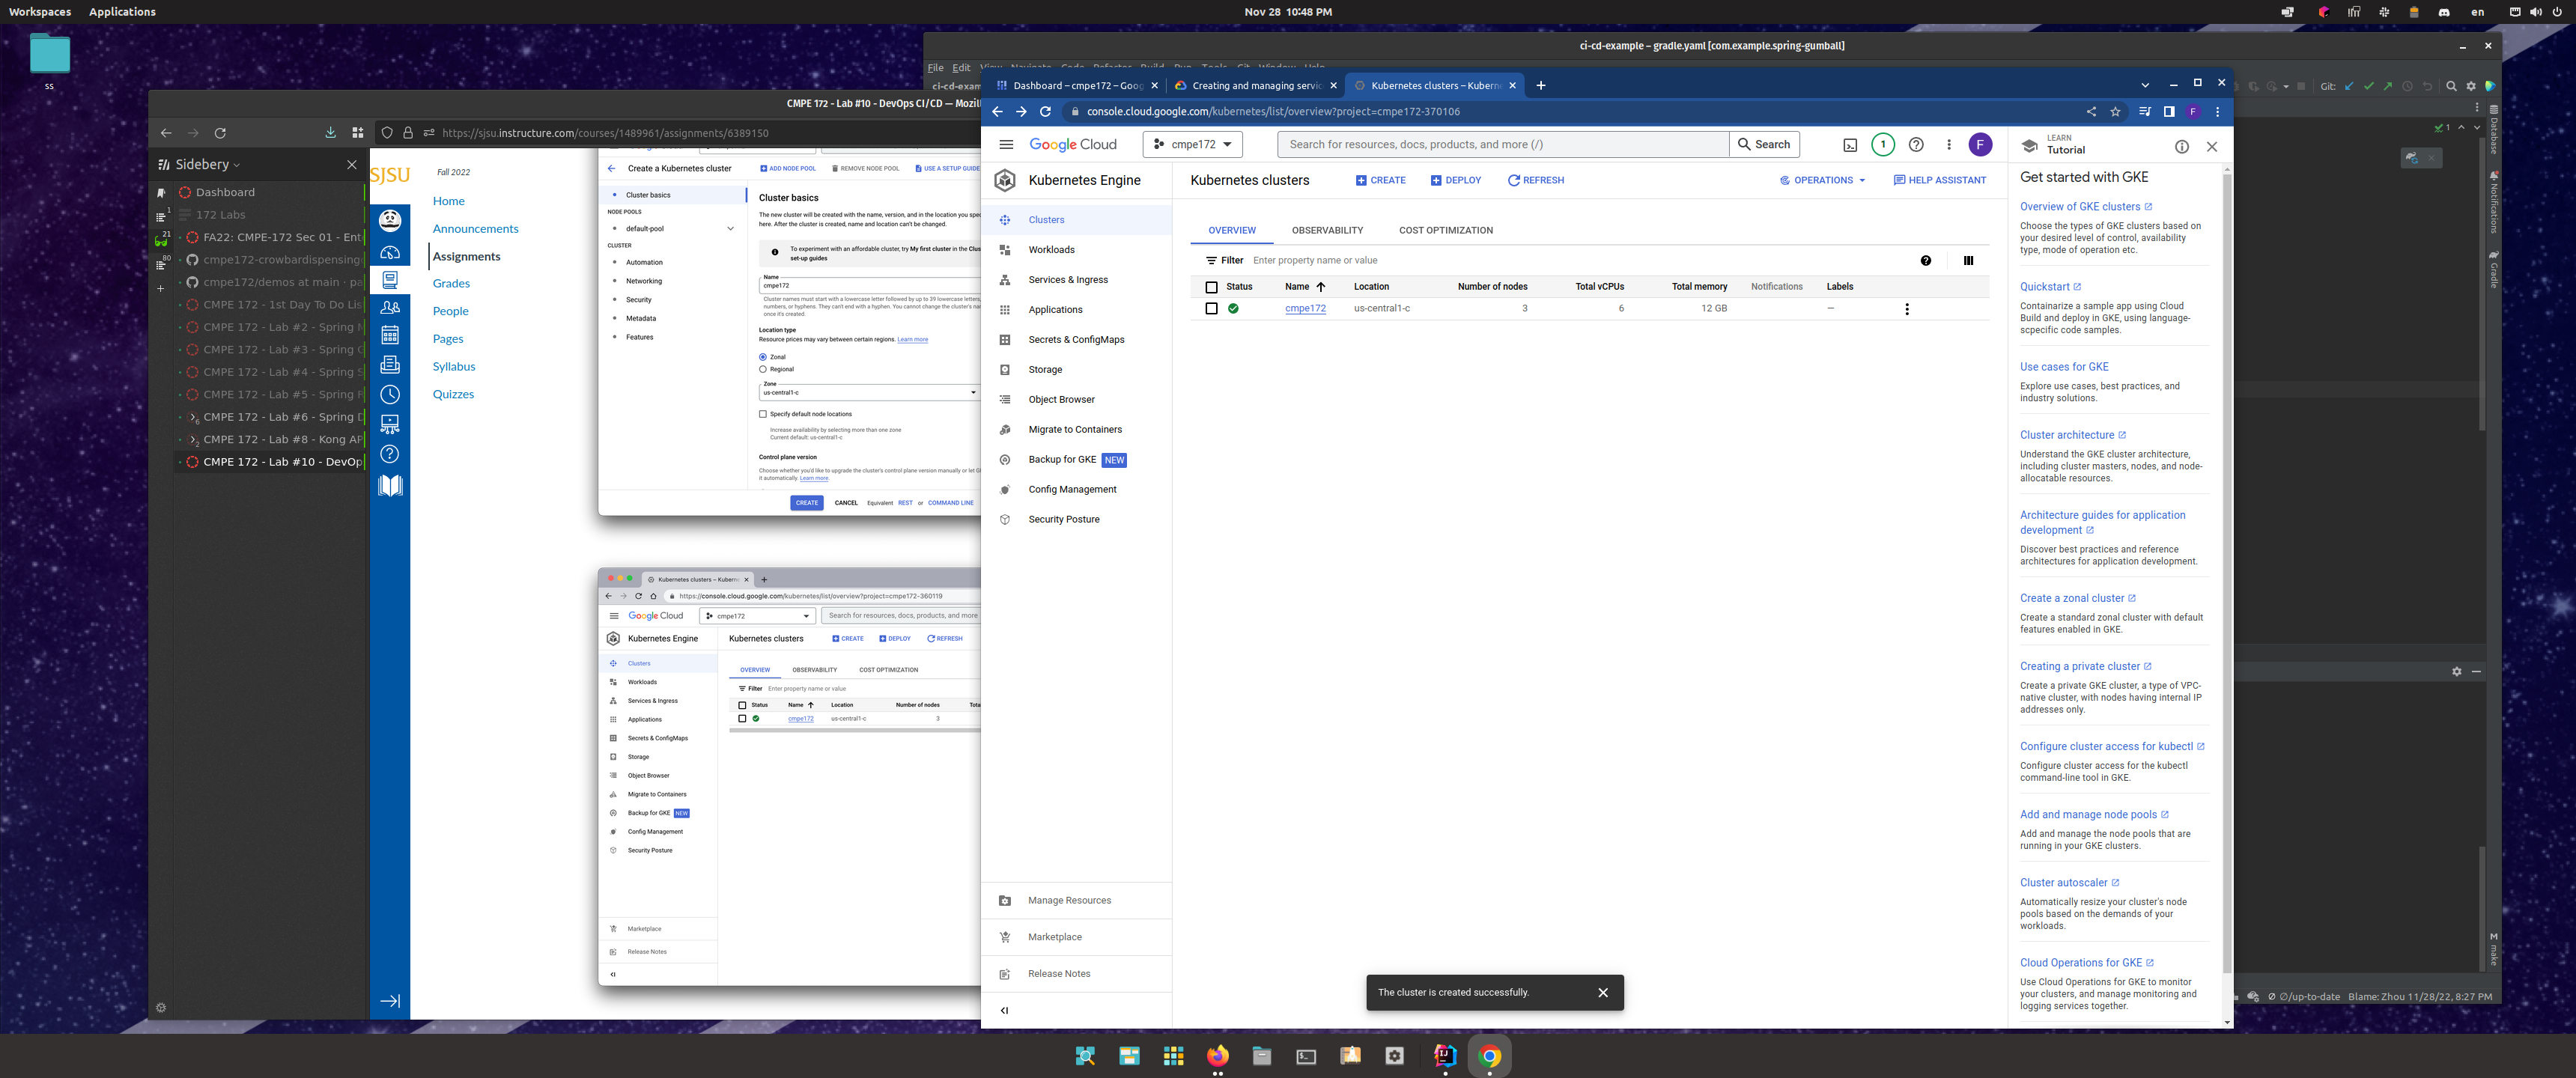 Workspaces Applications
Nov 28 10:48 PM
en
ss
ci-cd-example – gradle.yaml [com.example.spring-gumball]
File Edit View Navigate Code Refactor Build Run Tools Git Window Help
ci-cd-exam
Git:
1
Database
Notifications
Gradle
make
∅/up-to-date Blame: Zhou 11/28/22, 8:27 PM
CMPE 172 - Lab #10 - DevOps CI/CD — Mozill
https://sjsu.instructure.com/courses/1489961/assignments/6389150
Sidebery
1
21
80
Dashboard
172 Labs
FA22: CMPE-172 Sec 01 - Ent
cmpe172-crowbardispensing
cmpe172/demos at main · pa
CMPE 172 - 1st Day To Do Lis
CMPE 172 - Lab #2 - Spring
CMPE 172 - Lab #3 - Spring
CMPE 172 - Lab #4 - Spring
CMPE 172 - Lab #5 - Spring
6
CMPE 172 - Lab #6 - Spring D
2
CMPE 172 - Lab #8 - Kong AP
CMPE 172 - Lab #10 - DevOp
SJSU
Fall 2022
Home
Announcements
Assignments
Grades
People
Pages
Syllabus
Quizzes
Create a Kubernetes cluster
ADD NODE POOL
REMOVE NODE POOL
USE A SETUP GUIDE
Cluster basics
NODE POOLS
default-pool
CLUSTER
Automation
Networking
Security
Metadata
Features
Cluster basics
The new cluster will be created with the name, version, and in the location you spec
here. After the cluster is created, name and location can't be changed.
To experiment with an affordable cluster, try My first cluster in the Clus
set-up guides
Name
cmpe172
Cluster names must start with a lowercase letter followed by up to 39 lowercase letters,
numbers, or hyphens. They can't end with a hyphen. You cannot change the cluster's nam
once it's created.
Location type
Resource prices may vary between certain regions. Learn more
Zonal
Regional
Zone
us-central1-c
Specify default node locations
Increase availability by selecting more than one zone
Current default: us-central1-c
Control plane version
Choose whether you'd like to upgrade the cluster's control plane version manually or let G
it automatically. Learn more.
CREATE CANCEL Equivalent REST or COMMAND LINE
Kubernetes clusters – Kubern
https://console.cloud.google.com/kubernetes/list/overview?project=cmpe172-360119
Google Cloud
cmpe172
Search for resources, docs, products, and more
Kubernetes Engine
Kubernetes clusters
CREATE
DEPLOY
REFRESH
Clusters
Workloads
Services & Ingress
Applications
Secrets & ConfigMaps
Storage
Object Browser
Migrate to Containers
Backup for GKE NEW
Config Management
Security Posture
Marketplace
Release Notes
OVERVIEW OBSERVABILITY COST OPTIMIZATION
Filter Enter property name or value
Status Name Location Number of nodes Tota
cmpe172 us-central1-c 3
Dashboard – cmpe172 – Goog
Creating and managing servic
Kubernetes clusters – Kubern
console.cloud.google.com/kubernetes/list/overview?project=cmpe172-370106
F
Google Cloud
cmpe172
Search for resources, docs, products, and more (/)
Search
1
F
Kubernetes Engine
Kubernetes clusters
CREATE
DEPLOY
REFRESH
OPERATIONS
HELP ASSISTANT
Clusters
Workloads
Services & Ingress
Applications
Secrets & ConfigMaps
Storage
Object Browser
Migrate to Containers
Backup for GKE NEW
Config Management
Security Posture
Manage Resources
Marketplace
Release Notes
OVERVIEW OBSERVABILITY COST OPTIMIZATION
Filter Enter property name or value
Status Name Location Number of nodes Total vCPUs Total memory Notifications Labels
cmpe172 us-central1-c 3 6 12 GB —
The cluster is created successfully.
LEARN
Tutorial
Get started with GKE
Overview of GKE clusters
Choose the types of GKE clusters based on
your desired level of control, availability
type, mode of operation etc.
Quickstart
Containarize a sample app using Cloud
Build and deploy in GKE, using language-
scpecific code samples.
Use cases for GKE
Explore use cases, best practices, and
industry solutions.
Cluster architecture
Understand the GKE cluster architecture,
including cluster masters, nodes, and node-
allocatable resources.
Architecture guides for application
development
Discover best practices and reference
architectures for application development.
Create a zonal cluster
Create a standard zonal cluster with default
features enabled in GKE.
Creating a private cluster
Create a private GKE cluster, a type of VPC-
native cluster, with nodes having internal IP
addresses only.
Configure cluster access for kubectl
Configure cluster access for the kubectl
command-line tool in GKE.
Add and manage node pools
Add and manage the node pools that are
running in your GKE clusters.
Cluster autoscaler
Automatically resize your cluster's node
pools based on the demands of your
workloads.
Cloud Operations for GKE
Use Cloud Operations for GKE to monitor
your clusters, and manage monitoring and
logging services together.